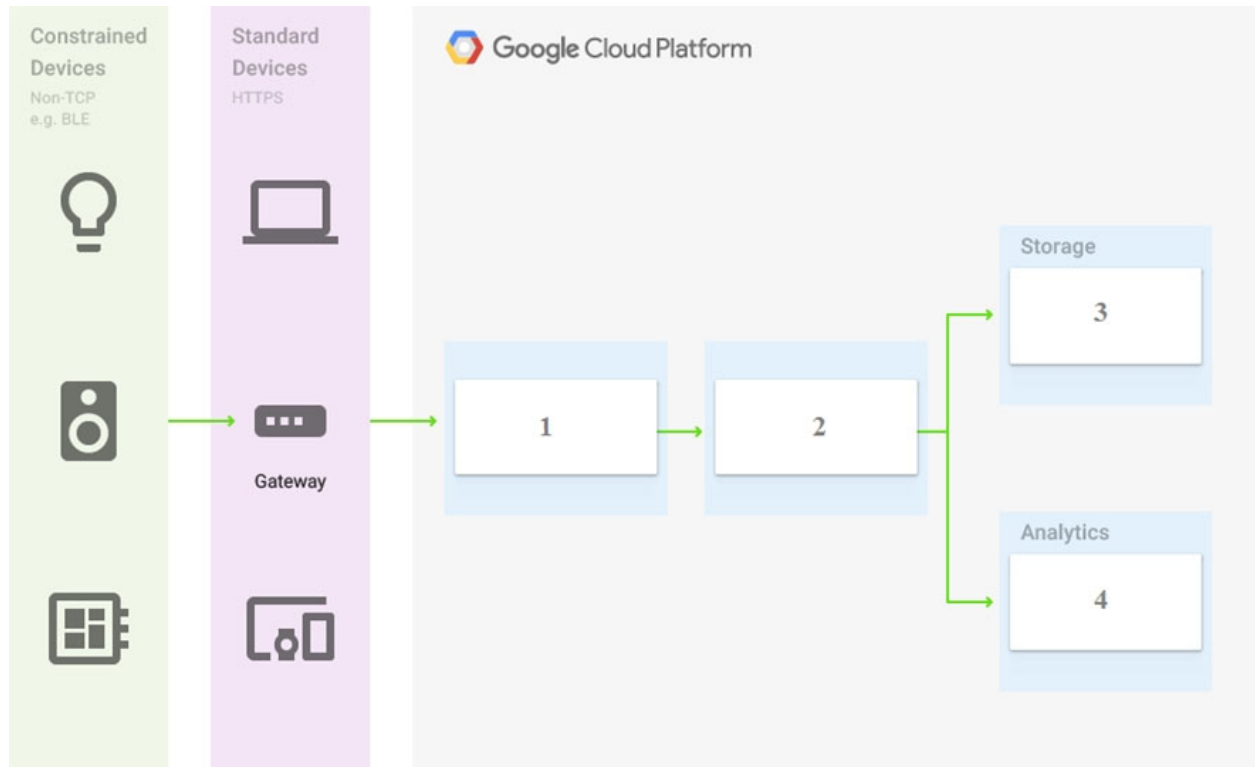 Constrained
Devices
Non-TCP
e.g. BLE
Standard
Devices
HTTPS
Gateway
Google Cloud Platform
1
2
Storage
3
Analytics
4